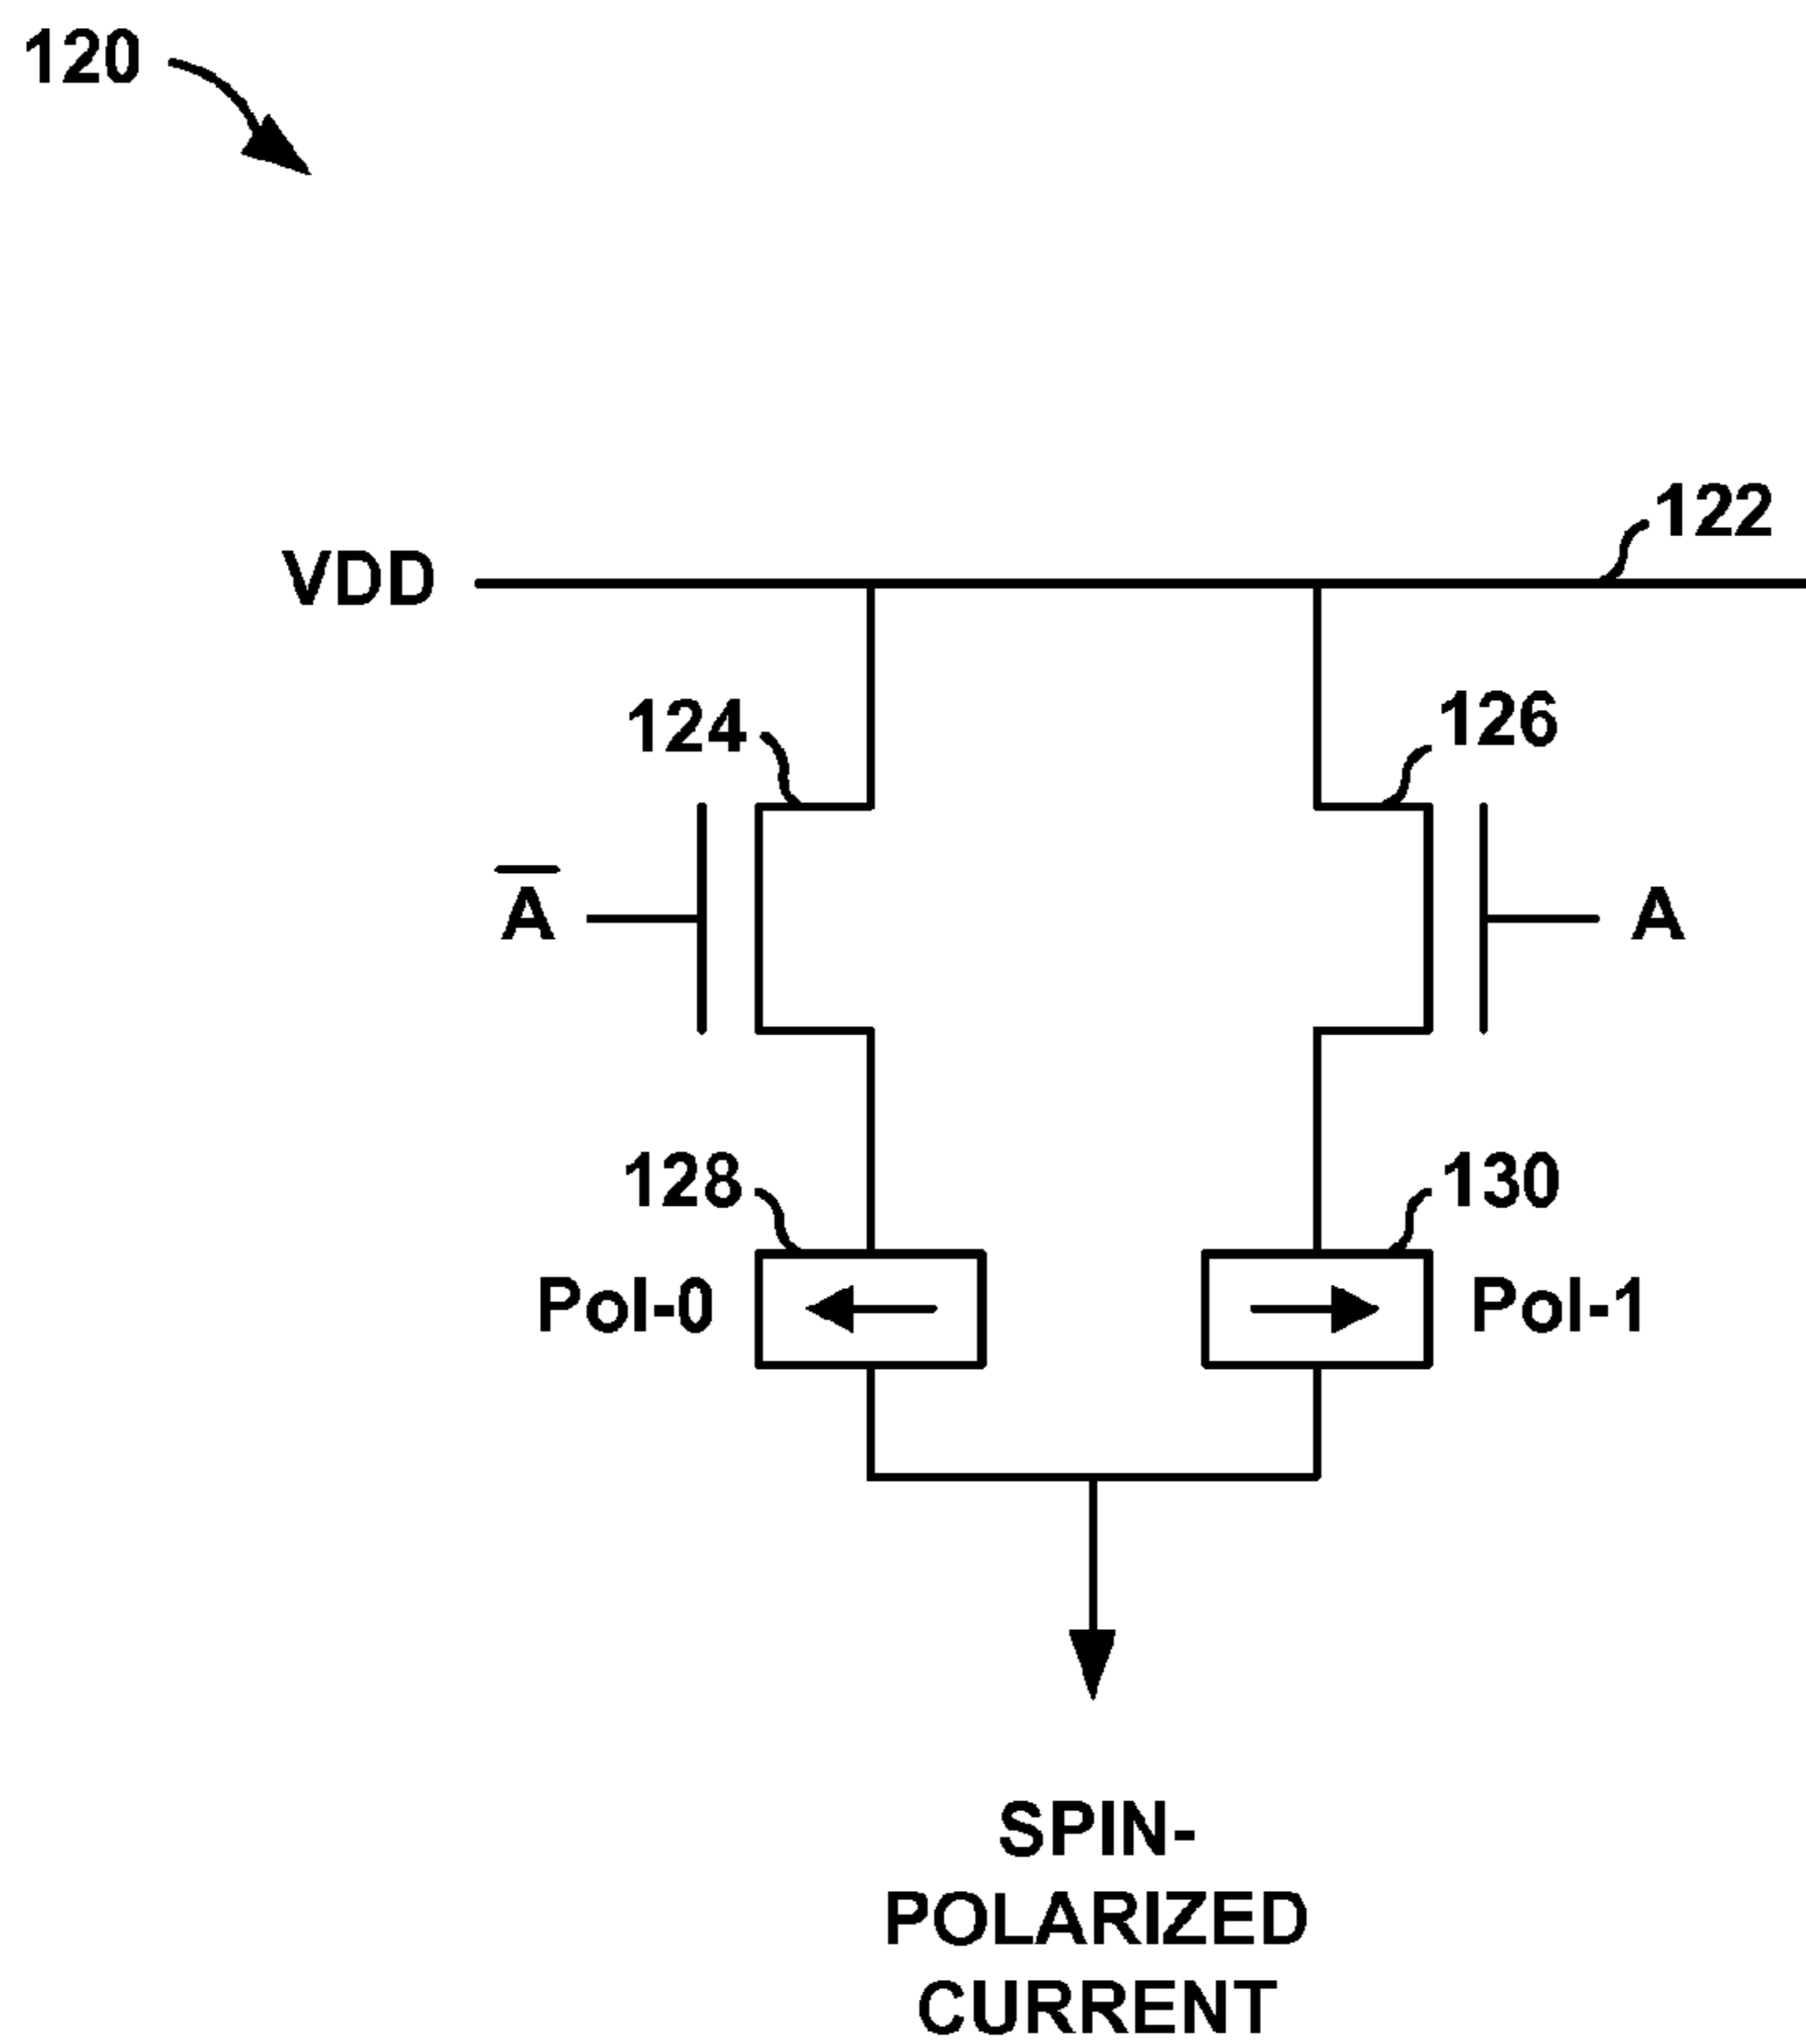 120
122
VDD
124
126
A̅
A
128
130
Pol-0
Pol-1
SPIN-
POLARIZED
CURRENT